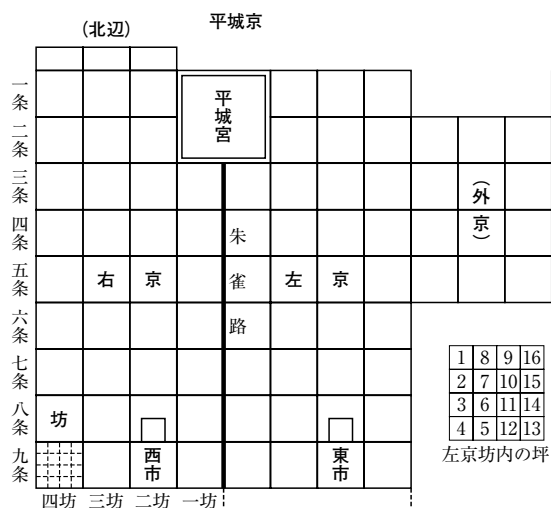 平城京
(北辺)
平城宮
一条
二条
三条
四条
五条
六条
七条
八条
九条
(外京)
朱雀路
右京
左京
坊
西市
東市
1 8 9 16
2 7 10 15
3 6 11 14
4 5 12 13
左京坊内の坪
四坊 三坊 二坊 一坊